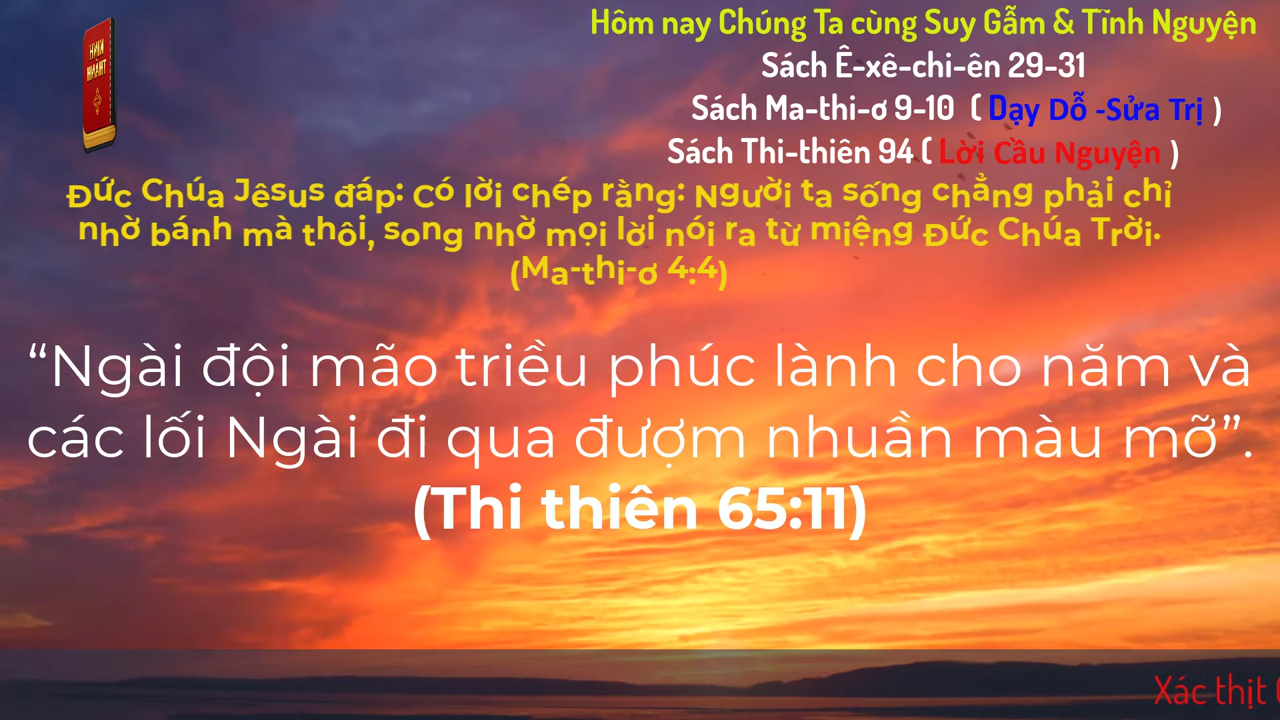 Hôm nay Chúng Ta cùng Suy Gẫm & Tĩnh Nguyện
Sách Ê-xê-chi-ên 29-31
Sách Ma-thi-ơ 9-10 ( Dạy Dỗ -Sửa Trị )
Sách Thi-thiên 94 ( Lời Cầu Nguyện )
KINH
THÁNH
Đức Chúa Jêsus đáp: Có lời chép rằng: Người ta sống chẳng phải chỉ
nhờ bánh mà thôi, song nhờ mọi lời nói ra từ miệng Đức Chúa Trời.
(Ma-thi-ơ 4:4)
“Ngài đội mão triều phúc lành cho năm và
các lối Ngài đi qua đượm nhuần màu mỡ”.
(Thi thiên 65:11)
Xác thịt